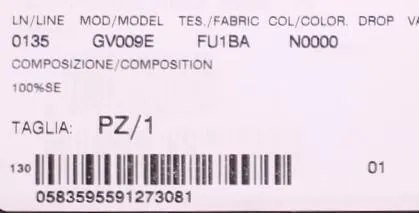 LN/LINE MOD/MODEL TES./FABRIC COL/COLOR. DROP
0135 GV009E FU1BA N0000
COMPOSIZIONE/COMPOSITION
100%SE
TAGLIA: PZ/1
130 01
0583595591273081